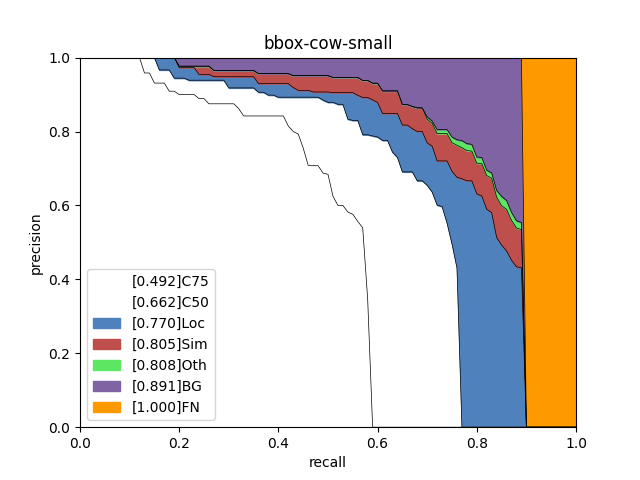 bbox-cow-small
precision
1.0
0.8
0.6
0.4
0.2
0.0
[0.492]C75
[0.662]C50
[0.770]Loc
[0.805]Sim
[0.808]Oth
[0.891]BG
[1.000]FN
0.0 0.2 0.4 0.6 0.8 1.0
recall